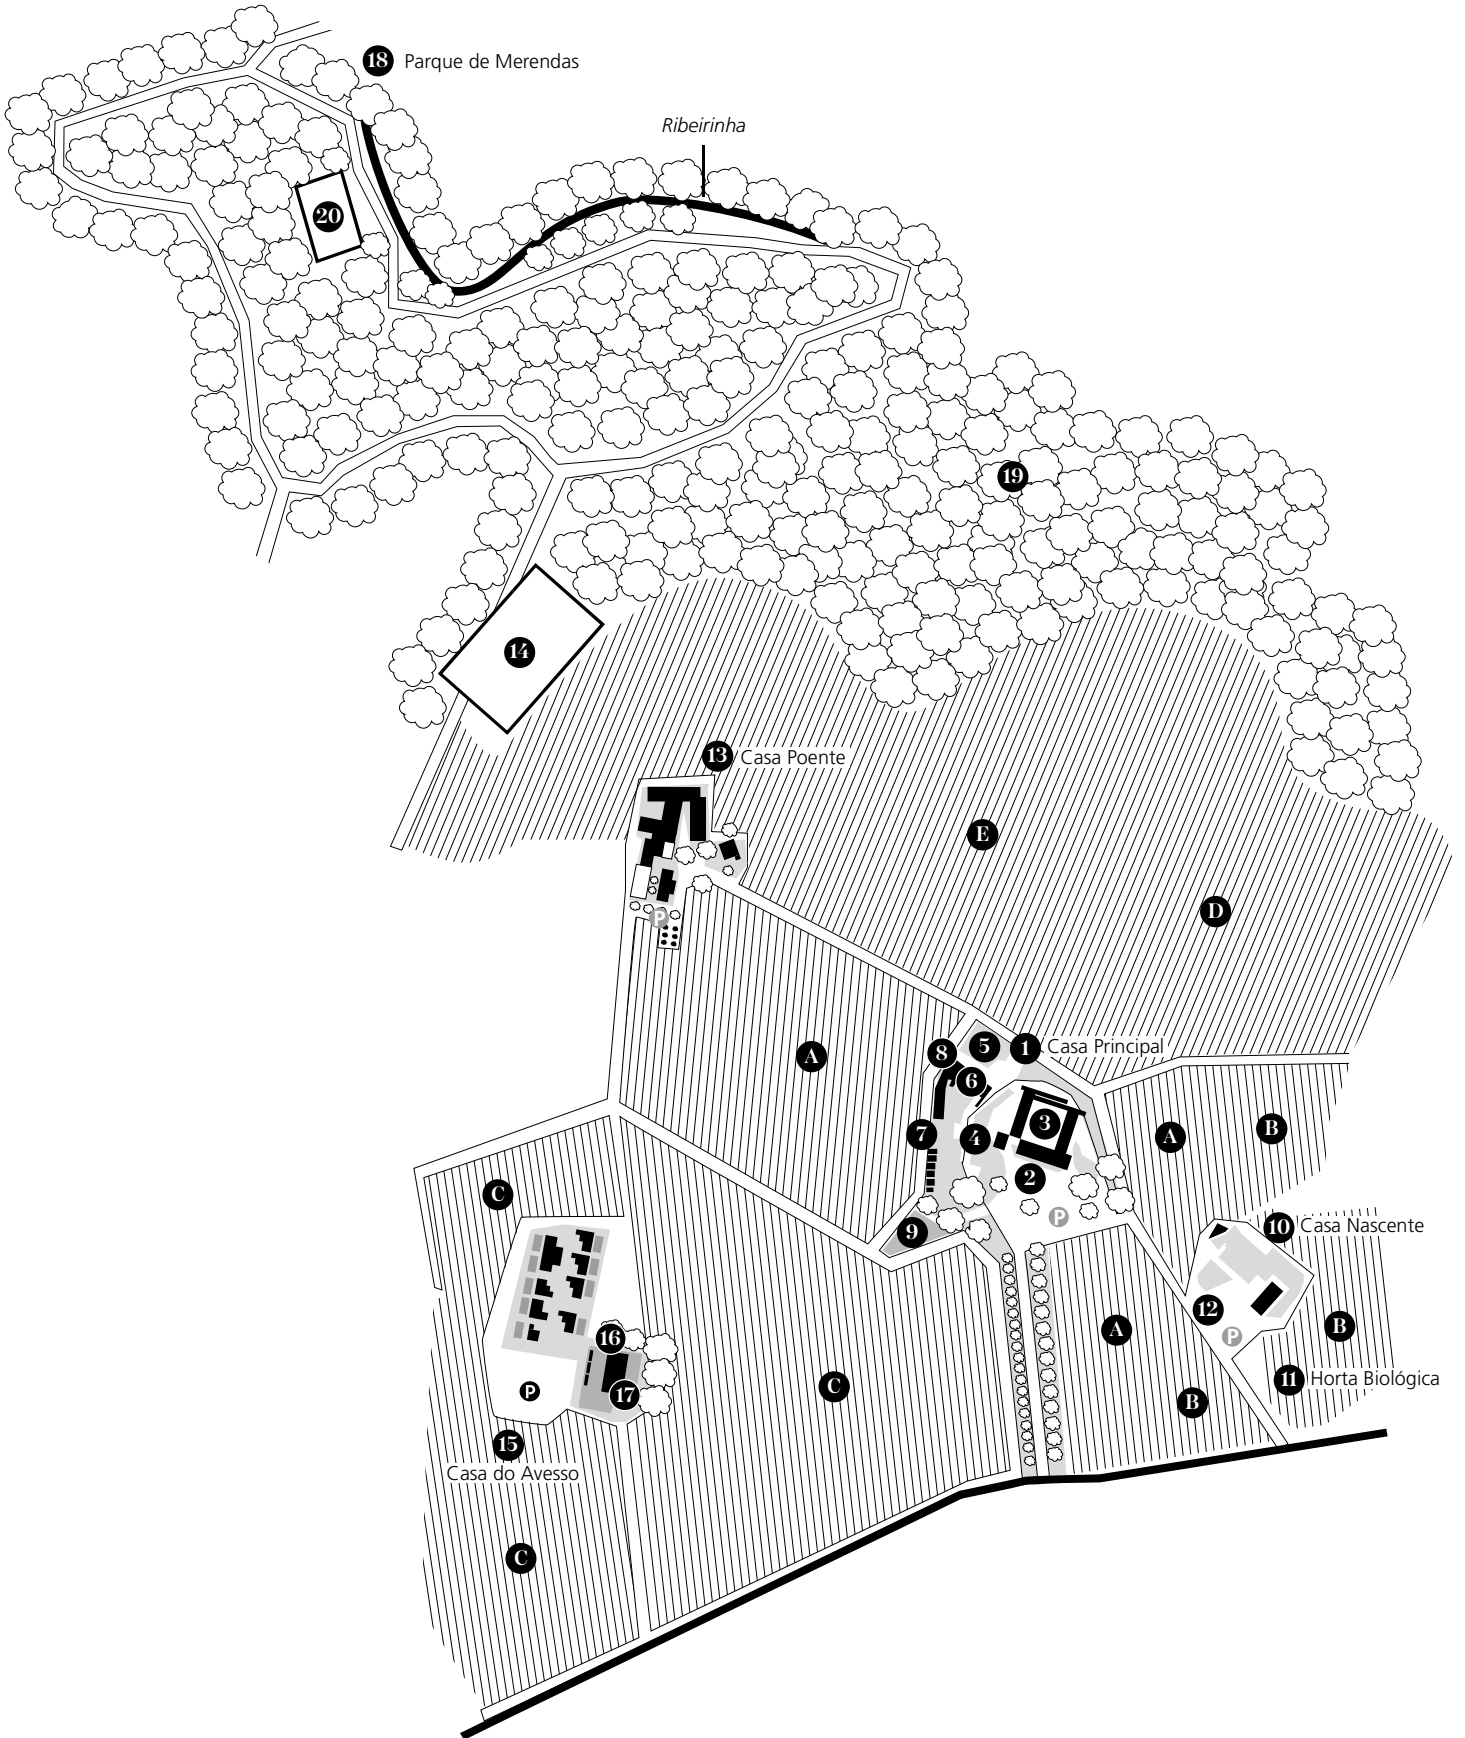 18 Parque de Merendas
Ribeirinha
20
19
14
13 Casa Poente
E
D
P
A
8
5
1 Casa Principal
6
3
7
4
2
A
B
C
P
9
10 Casa Nascente
12
P
A
B
16
17
P
C
11 Horta Biológica
B
15
Casa do Avesso
C